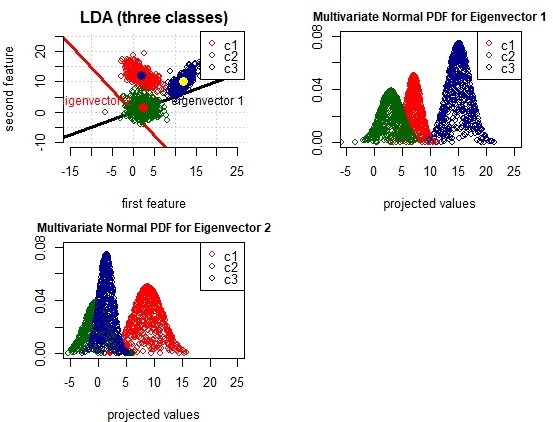 LDA (three classes)
c1
c2
c3
eigenvector
eigenvector 1
second feature
-10 0 10 20
-15 -5 0 5 10 15 20 25
first feature
Multivariate Normal PDF for Eigenvector 1
c1
c2
c3
0.00 0.04 0.08
-5 0 5 10 15 20 25
projected values
Multivariate Normal PDF for Eigenvector 2
c1
c2
c3
0.00 0.04 0.08
-5 0 5 10 15 20 25
projected values